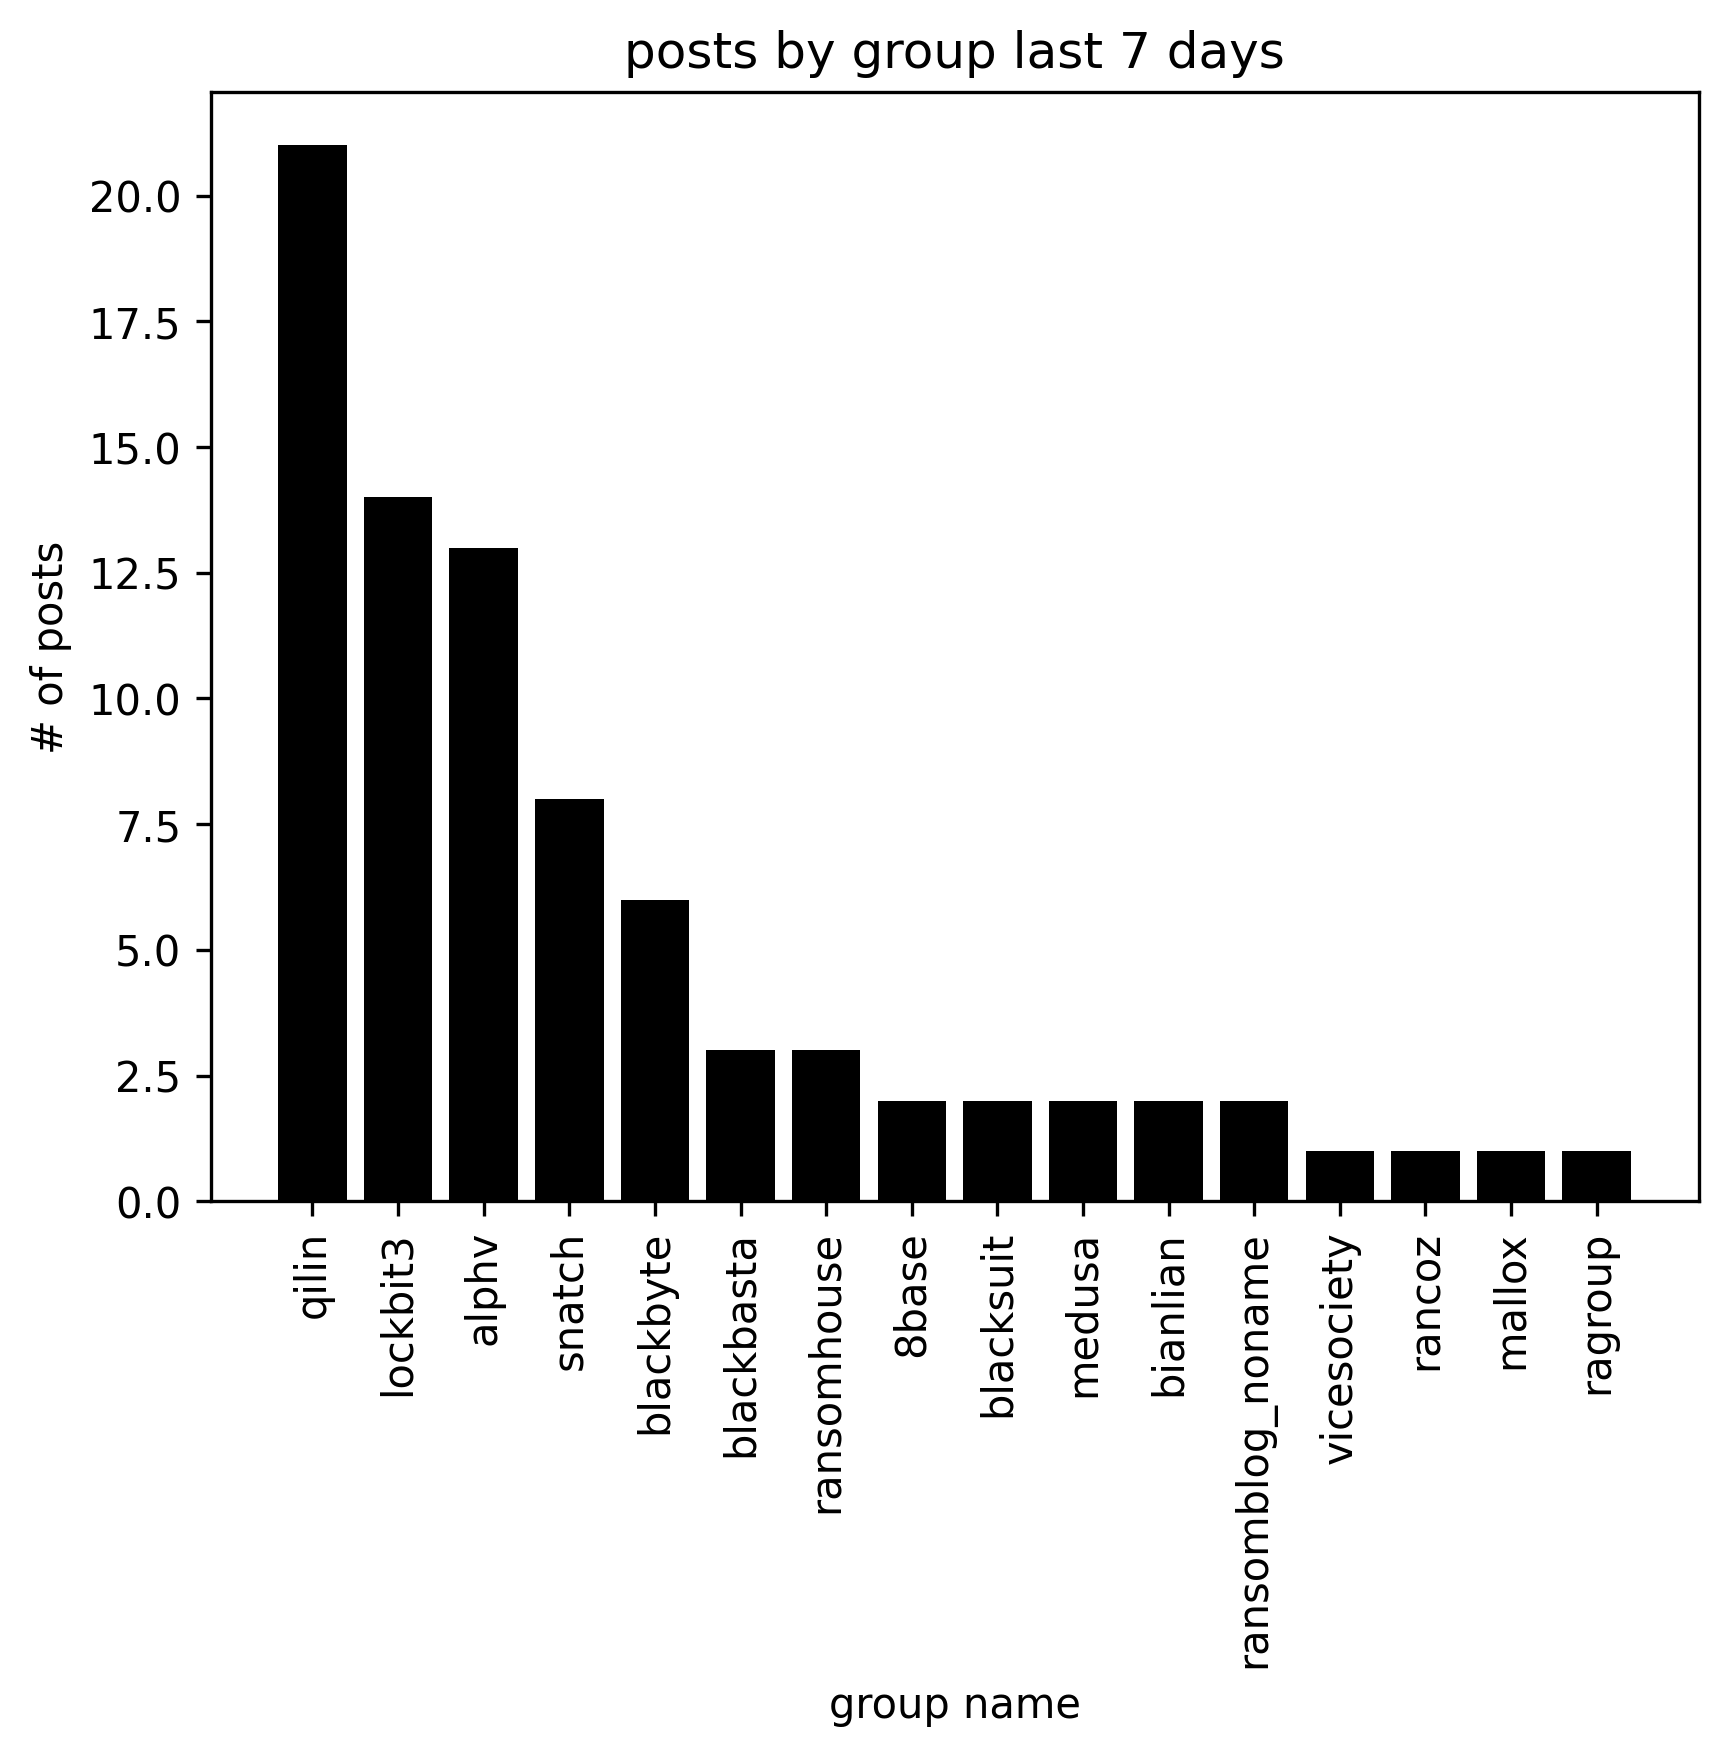 posts by group last 7 days
# of posts
20.0
17.5
15.0
12.5
10.0
7.5
5.0
2.5
0.0
qilin
lockbit3
alphv
snatch
blackbyte
blackbasta
ransomhouse
8base
blacksuit
medusa
bianlian
ransomblog_noname
vicesociety
rancoz
mallox
ragroup
group name